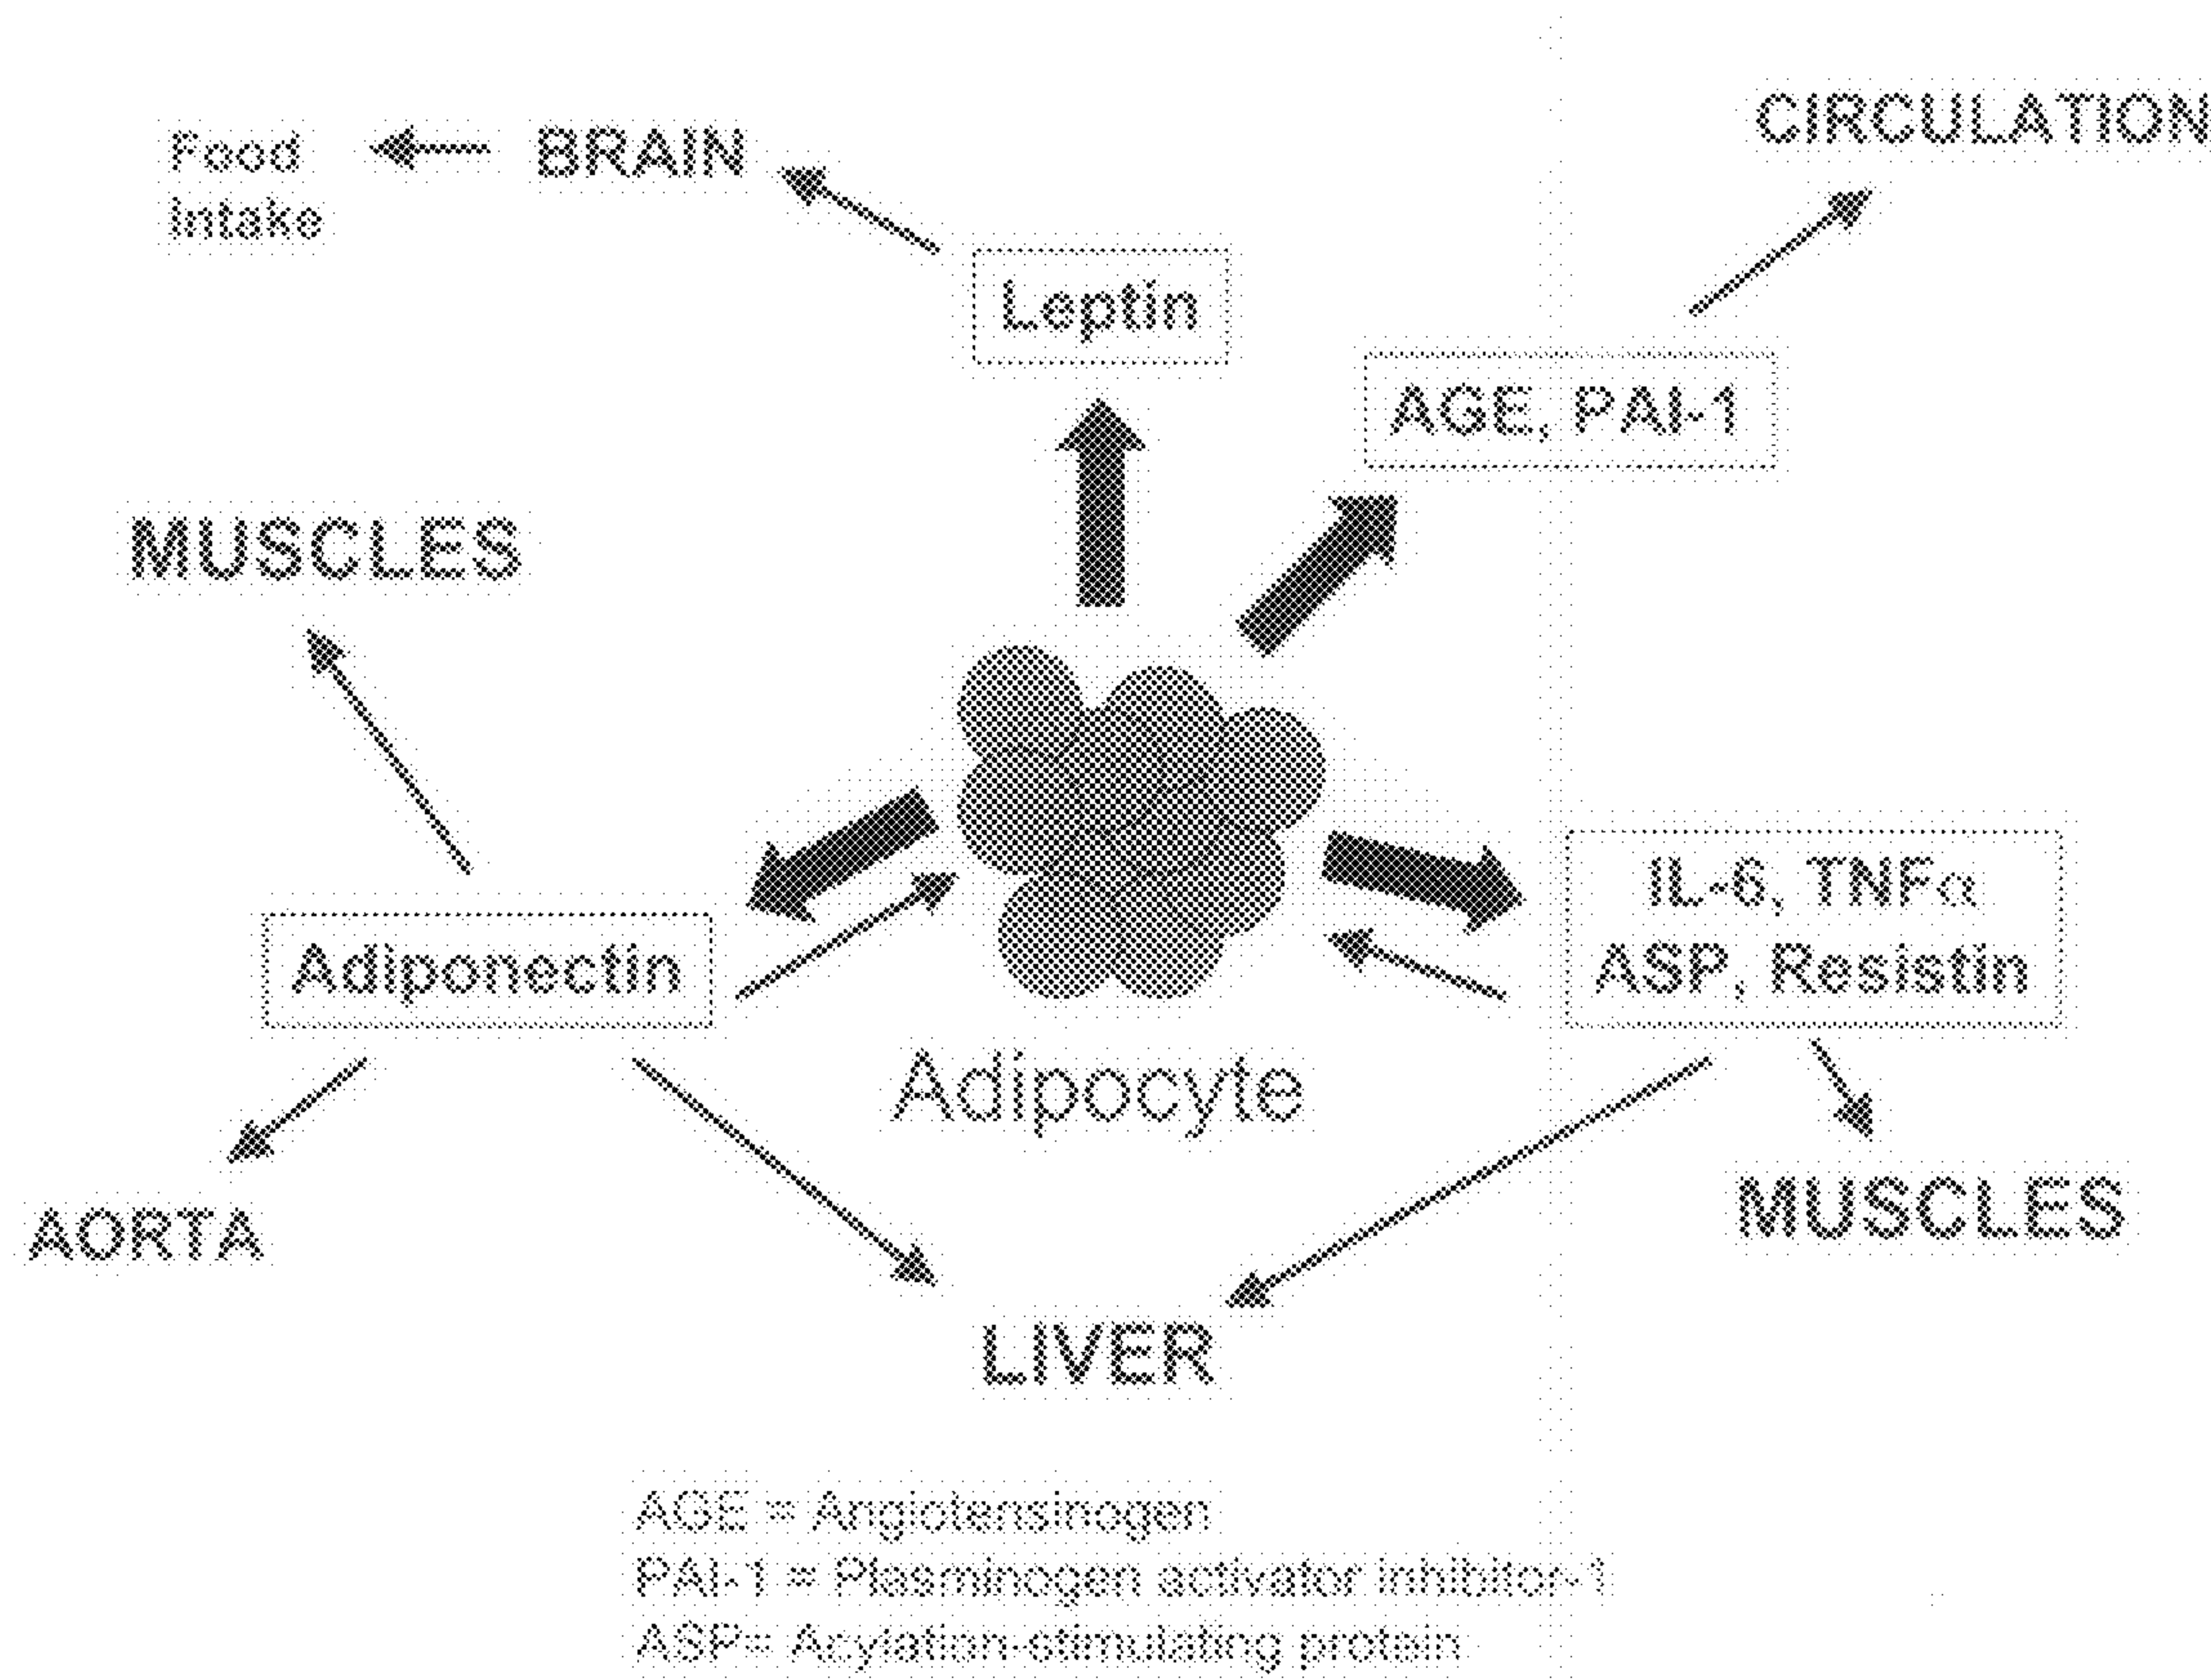 CIRCULATION
Food
Intake
BRAIN
Leptin
AGE, PAI-1
MUSCLES
IL-6, TNFα
ASP, Resistin
Adiponectin
Adipocyte
AORTA
MUSCLES
LIVER
AGE = Angiotensinogen
PAI-1 = Plasminogen activator inhibitor-1
ASP= Acylation-stimulating protein